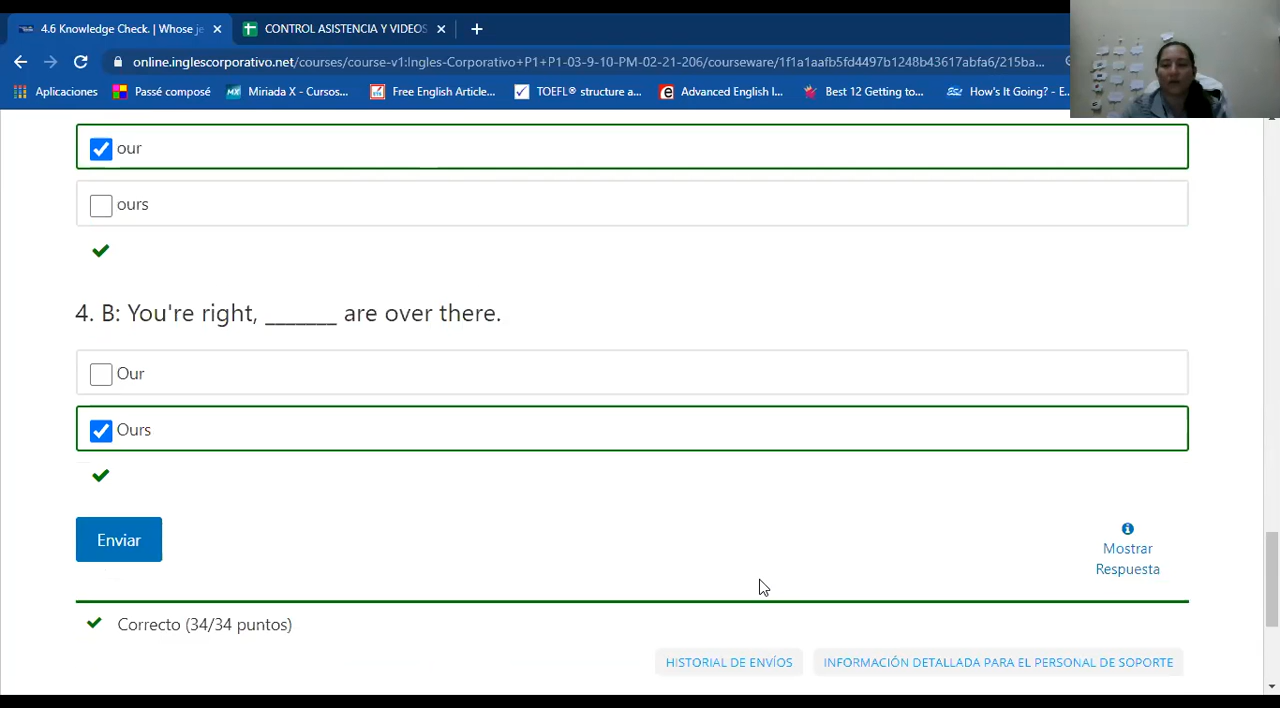 4.6 Knowledge Check. | Whose je
CONTROL ASISTENCIA Y VIDEOS
online.inglescorporativo.net/courses/course-v1:Ingles-Corporativo+P1+P1-03-9-10-PM-02-21-206/courseware/1f1a1aafb5fd4497b1248b43617abfa6/215ba...
Aplicaciones Passé composé Miriada X - Cursos... Free English Article... TOEFL® structure a... Advanced English I... Best 12 Getting to... How's It Going? - E...
our
ours
4. B: You're right, _______ are over there.
Our
Ours
Enviar
Mostrar
Respuesta
Correcto (34/34 puntos)
HISTORIAL DE ENVÍOS INFORMACIÓN DETALLADA PARA EL PERSONAL DE SOPORTE